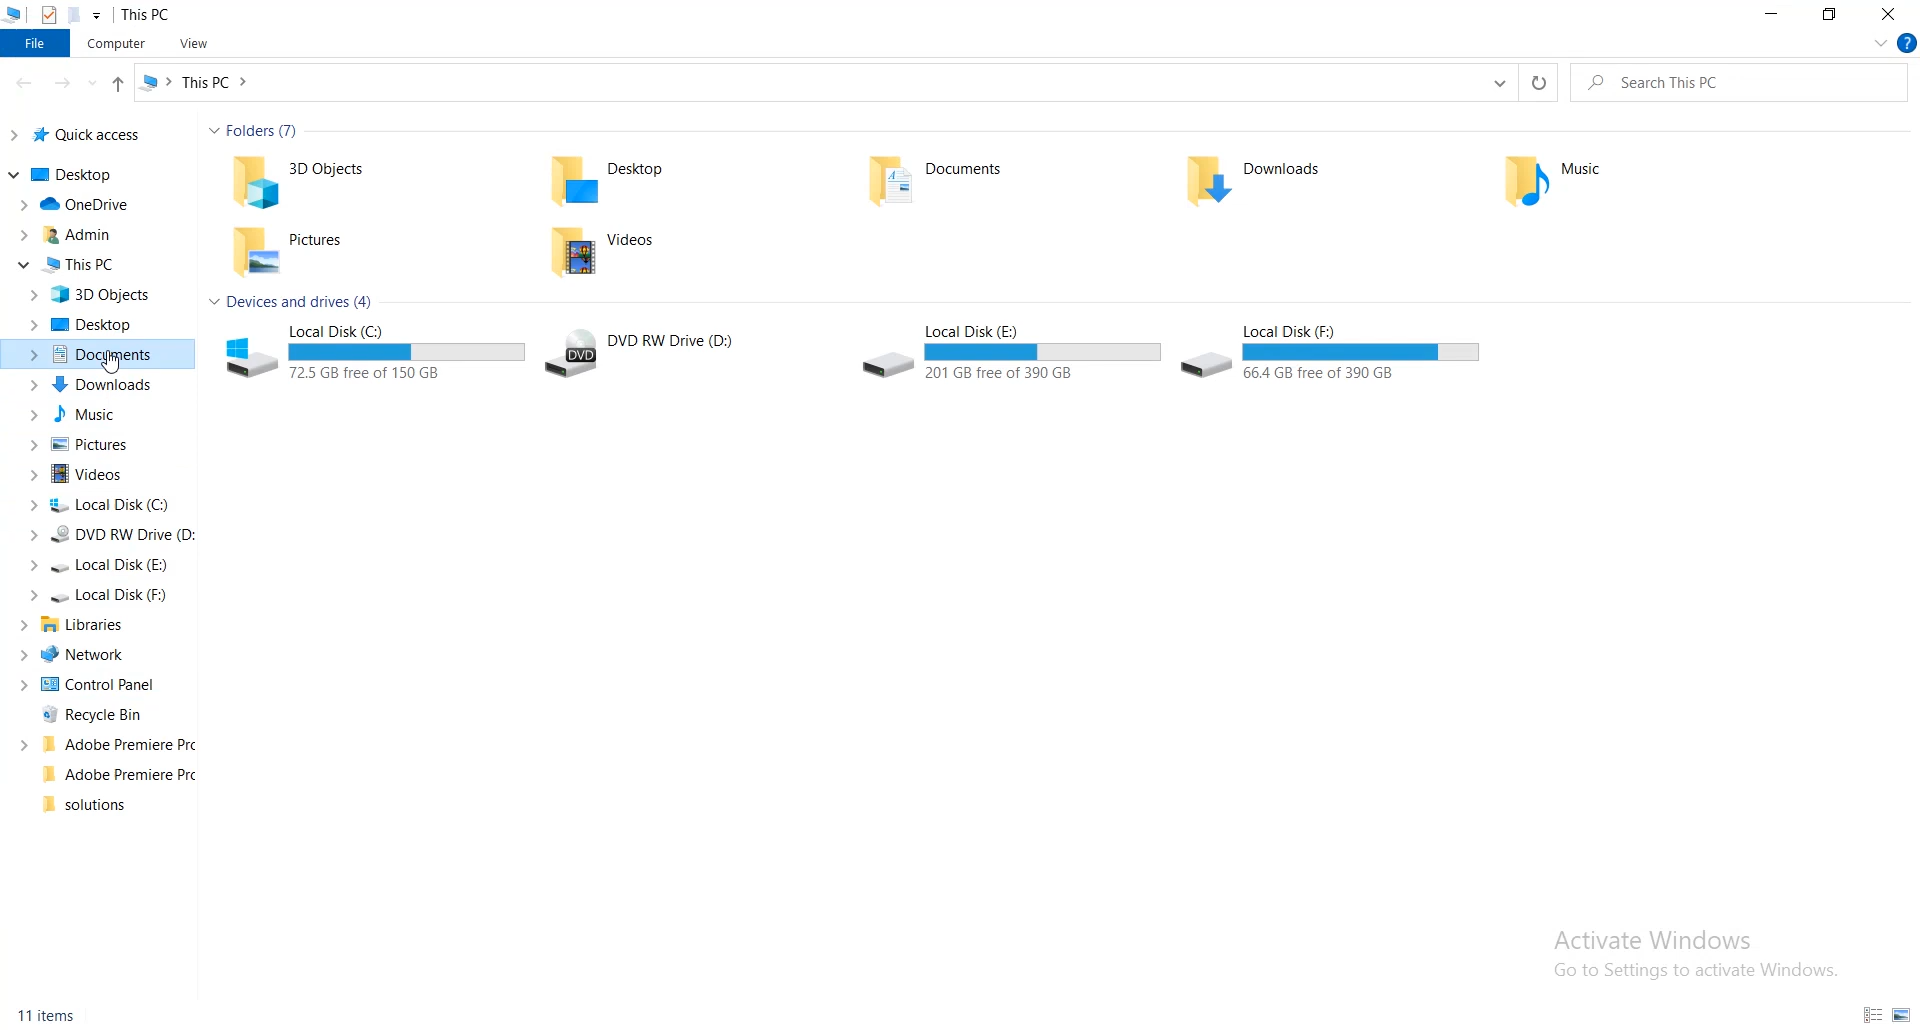 This PC
File Computer View
This PC
Search This PC
Quick access
Desktop
OneDrive
Admin
This PC
3D Objects
Desktop
Documents
Downloads
Music
Pictures
Videos
Local Disk (C:)
DVD RW Drive (D:
Local Disk (E:)
Local Disk (F:)
Libraries
Network
Control Panel
Recycle Bin
Adobe Premiere Pro
Adobe Premiere Pro
solutions
Folders (7)
3D Objects
Desktop
Documents
Downloads
Music
Pictures
Videos
Devices and drives (4)
Local Disk (C:)
72.5 GB free of 150 GB
DVD
DVD RW Drive (D:)
Local Disk (E:)
201 GB free of 390 GB
Local Disk (F:)
66.4 GB free of 390 GB
Activate Windows
Go to Settings to activate Windows.
11 items